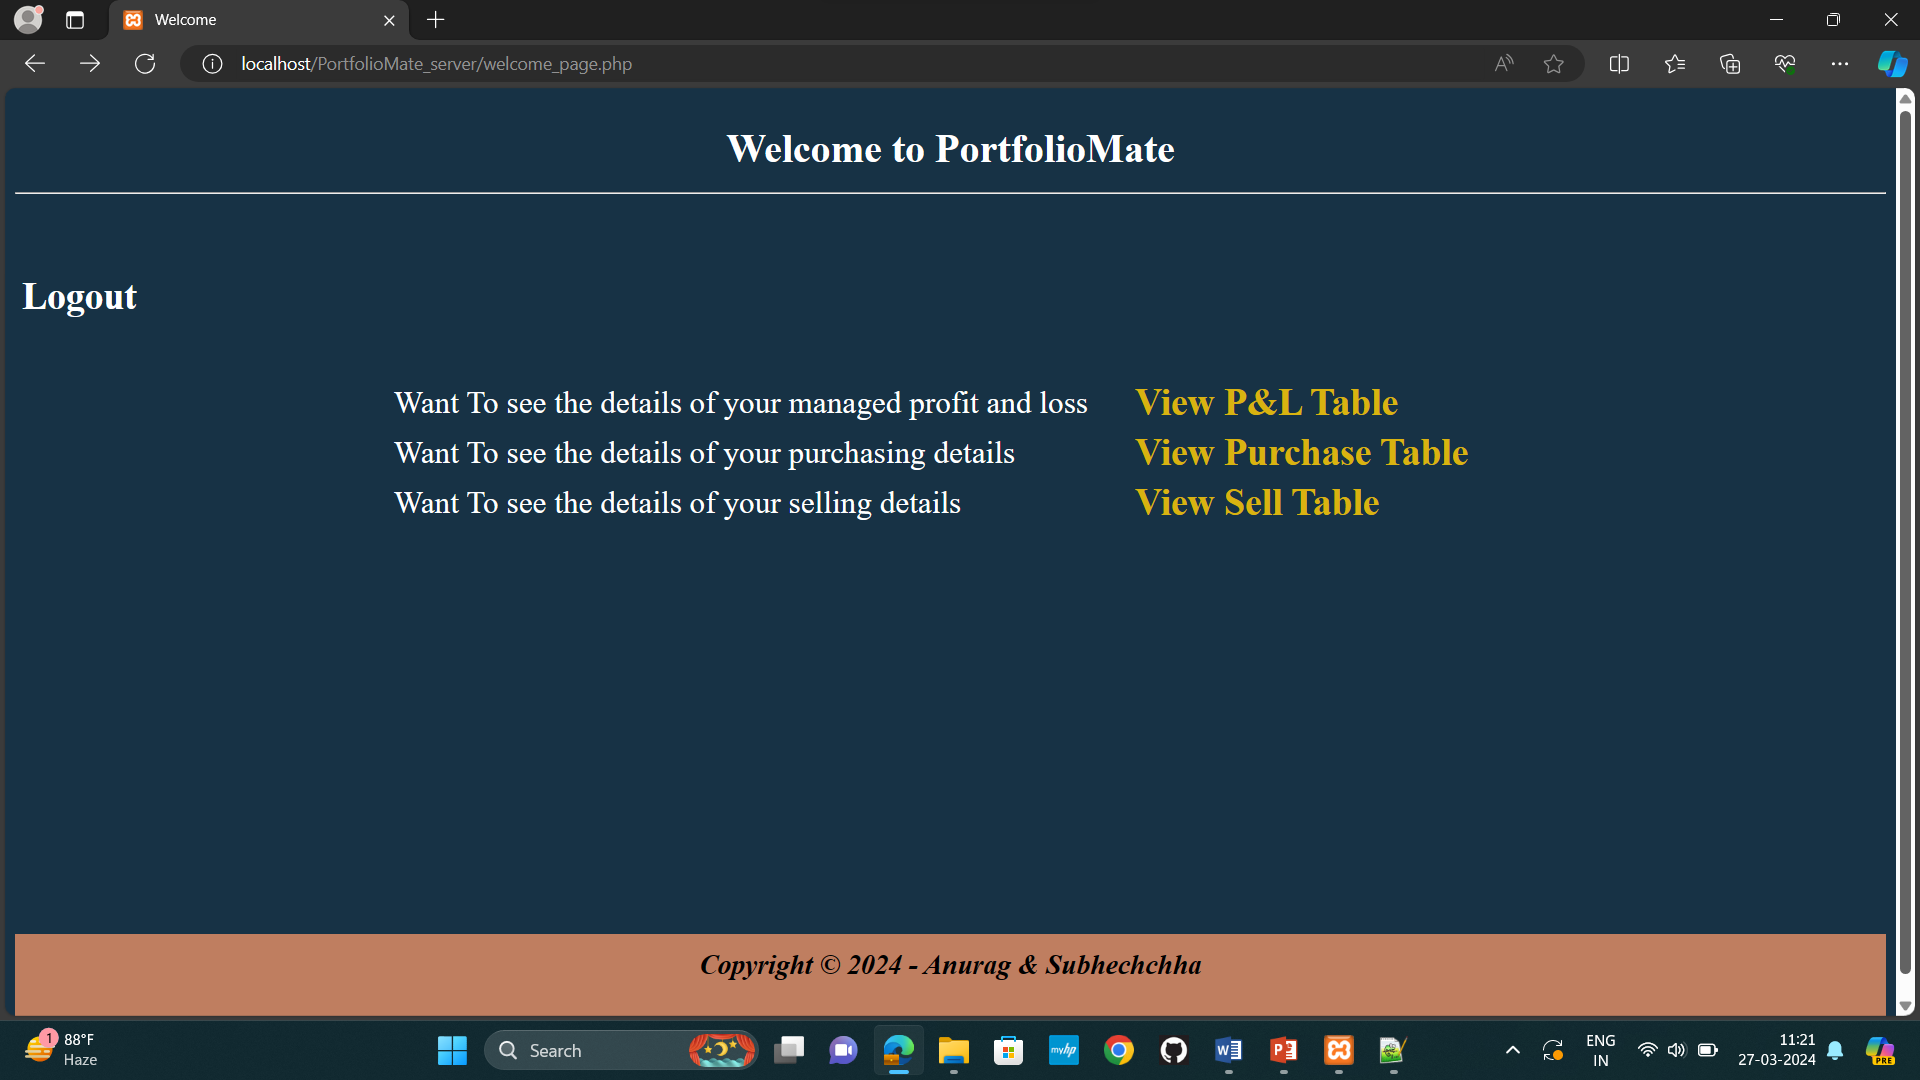 Welcome
localhost/PortfolioMate_server/welcome_page.php
Welcome to PortfolioMate
Logout
Want To see the details of your managed profit and loss View P&L Table
Want To see the details of your purchasing details View Purchase Table
Want To see the details of your selling details View Sell Table
Copyright © 2024 - Anurag & Subhechchha
1
88°F
Haze
Search
myhp
ENG
IN
11:21
27-03-2024
PRE